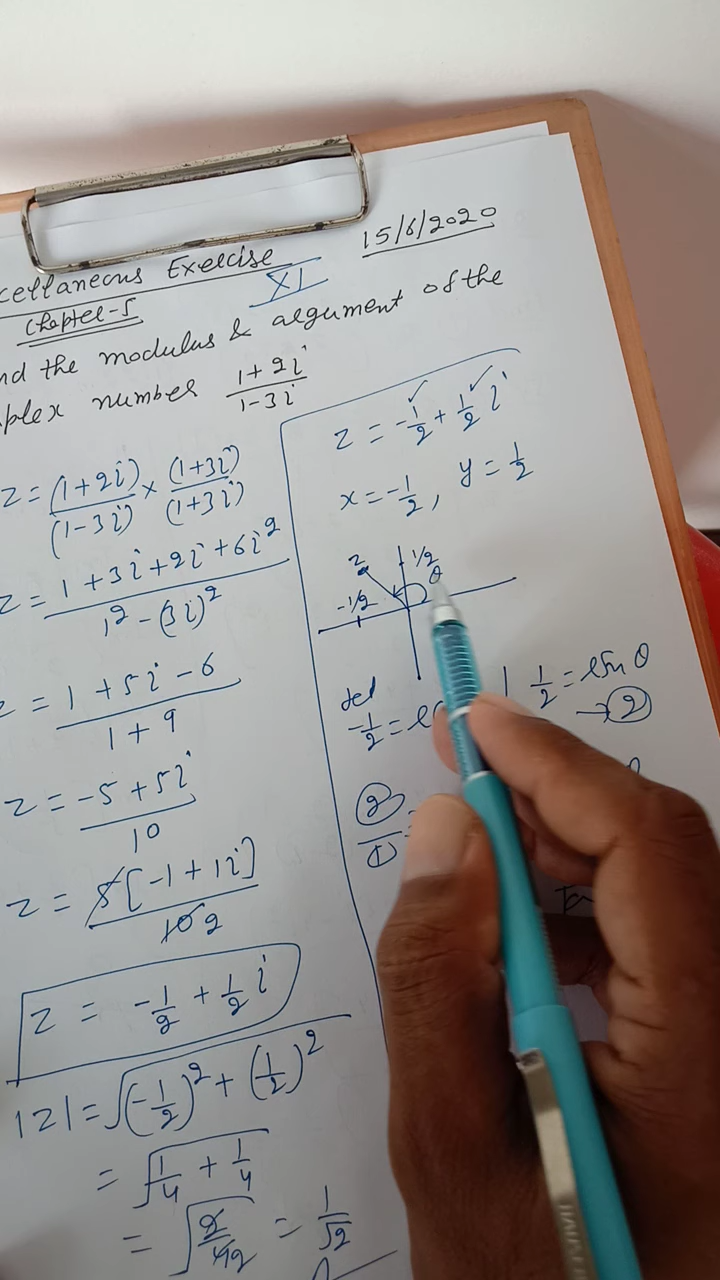 cellaneous Exercise
XI
15/6/2020
Chapter-5
nd the modulus & argument of the
plex number (1+2i)/(1-3i)
z = (1+2i)/(1-3i) × (1+3i)/(1+3i)
z = (1+3i+2i+6i²)/(1²-(3i)²)
z = (1+5i-6)/(1+9)
z = (-5+5i)/10
z = 5[-1+1i]/10 2
z = -1/2 + 1/2 i
|z| = √((-1/2)²+(1/2)²)
= √(1/4 + 1/4)
= √(2/4 2) = 1/√2
z = -1/2 + 1/2 i
x = -1/2, y = 1/2
z 1/2
θ
-1/2
let
-1/2 = | 1/2 = r sin θ
→ ②
②/①